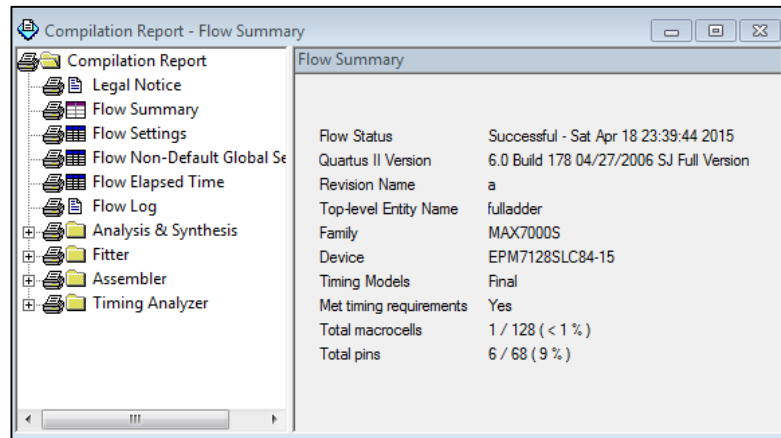 Compilation Report - Flow Summary
Compilation Report
Legal Notice
Flow Summary
Flow Settings
Flow Non-Default Global Se
Flow Elapsed Time
Flow Log
Analysis & Synthesis
Fitter
Assembler
Timing Analyzer
Flow Summary
Flow Status Successful - Sat Apr 18 23:39:44 2015
Quartus II Version 6.0 Build 178 04/27/2006 SJ Full Version
Revision Name a
Top-level Entity Name fulladder
Family MAX7000S
Device EPM7128SLC84-15
Timing Models Final
Met timing requirements Yes
Total macrocells 1 / 128 ( < 1 % )
Total pins 6 / 68 ( 9 % )